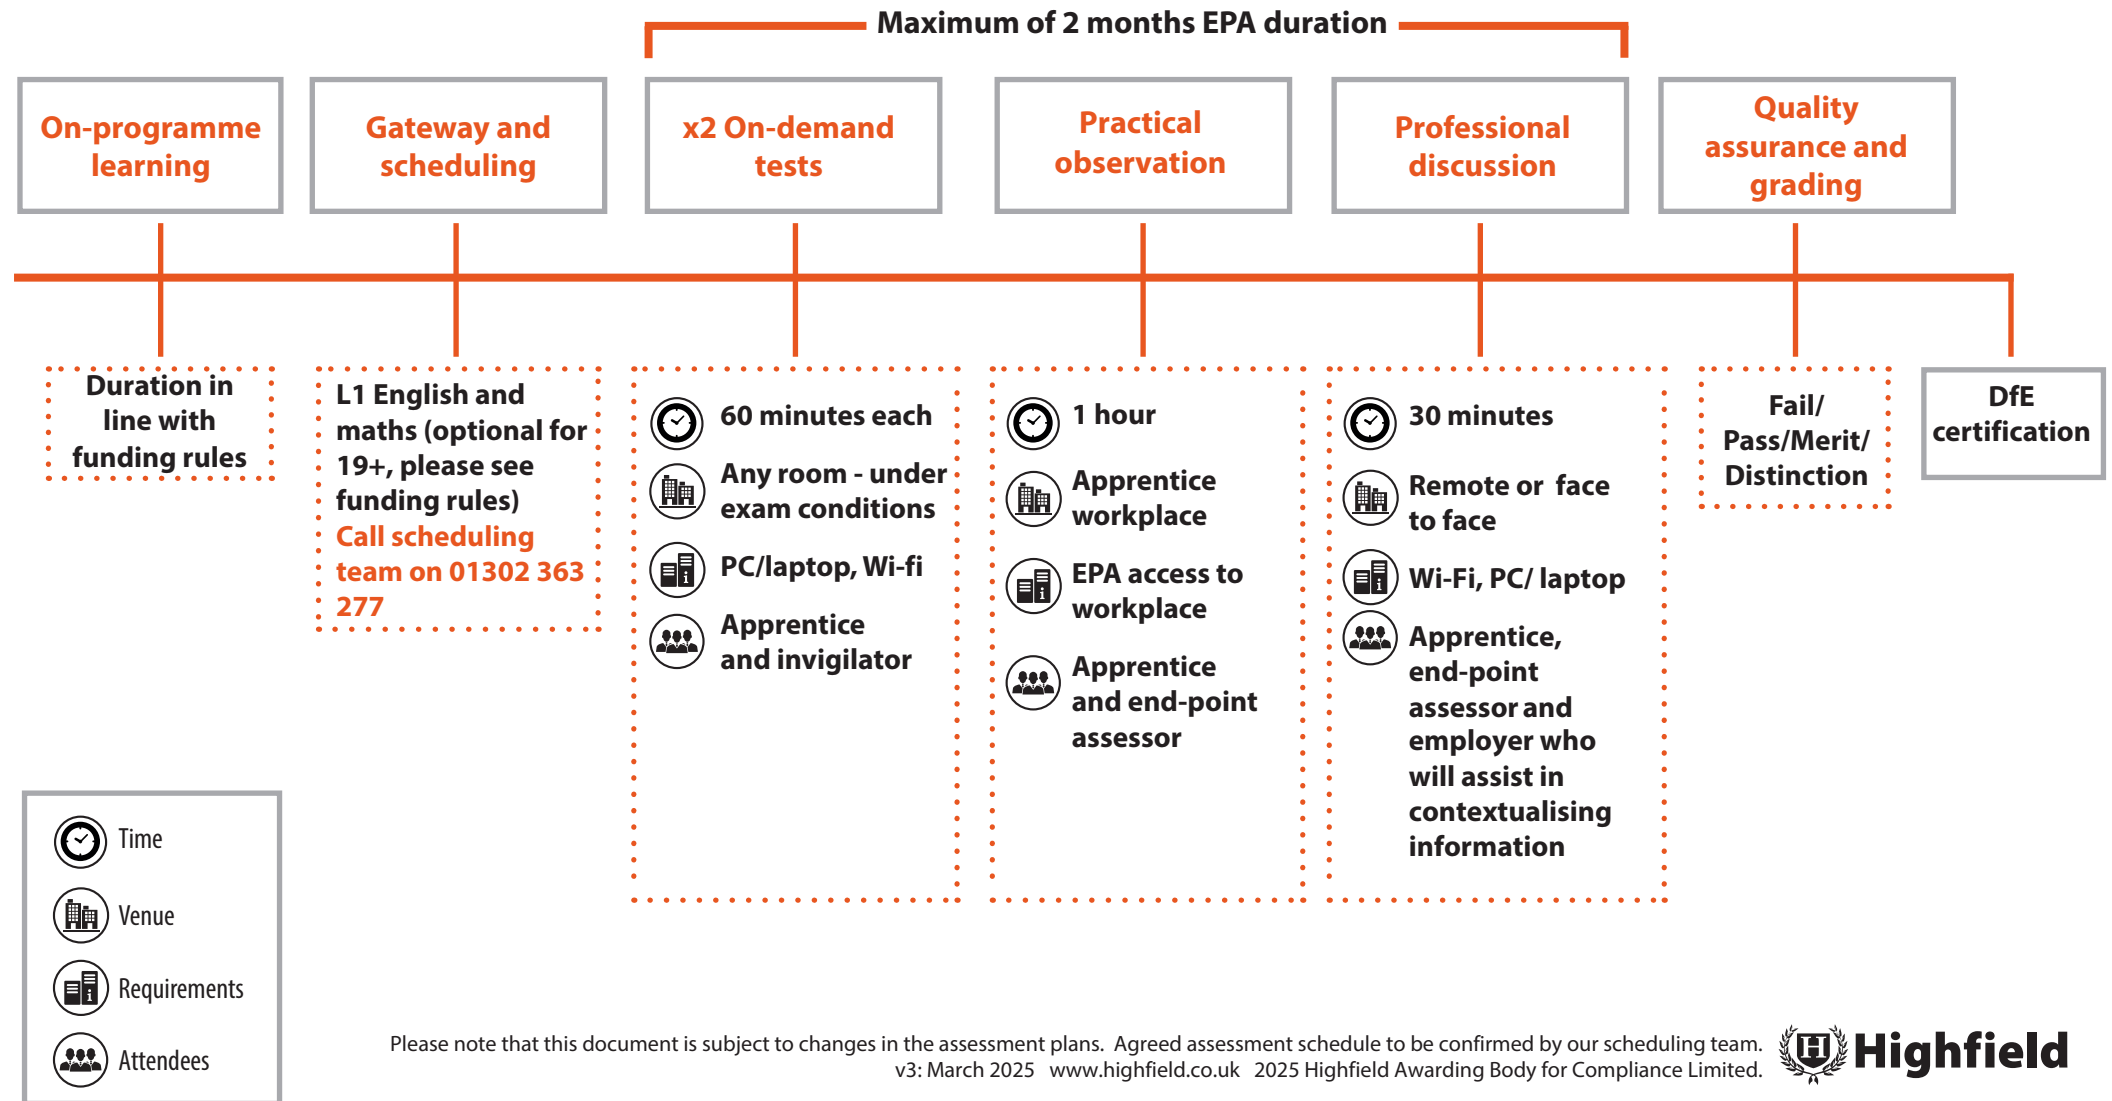 Maximum of 2 months EPA duration
On-programme
learning
Gateway and
scheduling
x2 On-demand
tests
Practical
observation
Professional
discussion
Quality
assurance and
grading
Duration in
line with
funding rules
L1 English and
maths (optional for
19+, please see
funding rules)
Call scheduling
team on 01302 363
277
60 minutes each
Any room - under
exam conditions
PC/laptop, Wi-fi
Apprentice
and invigilator
1 hour
Apprentice
workplace
EPA access to
workplace
Apprentice
and end-point
assessor
30 minutes
Remote or face
to face
Wi-Fi, PC/ laptop
Apprentice,
end-point
assessor and
employer who
will assist in
contextualising
information
Fail/
Pass/Merit/
Distinction
DfE
certification
Time
Venue
Requirements
Attendees
Please note that this document is subject to changes in the assessment plans. Agreed assessment schedule to be confirmed by our scheduling team.
v3: March 2025 www.highfield.co.uk 2025 Highfield Awarding Body for Compliance Limited.
H Highfield